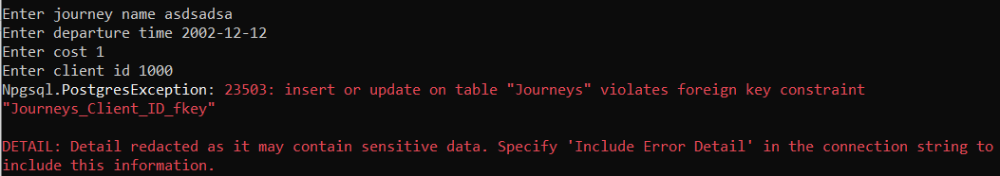 Enter journey name asdsadsa
Enter departure time 2002-12-12
Enter cost 1
Enter client id 1000
Npgsql.PostgresException: 23503: insert or update on table "Journeys" violates foreign key constraint
"Journeys_Client_ID_fkey"
DETAIL: Detail redacted as it may contain sensitive data. Specify 'Include Error Detail' in the connection string to
include this information.